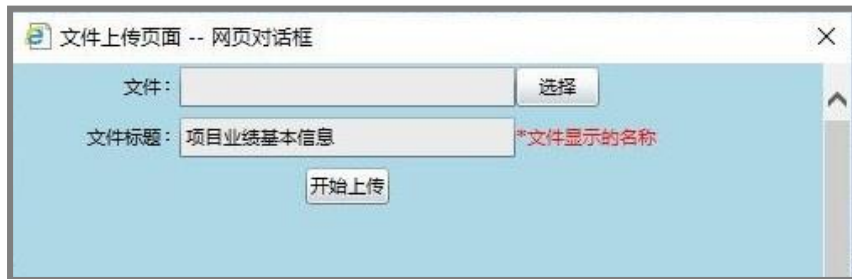 文件上传页面 -- 网页对话框
文件： 选择
文件标题： 项目业绩基本信息 *文件显示的名称
开始上传